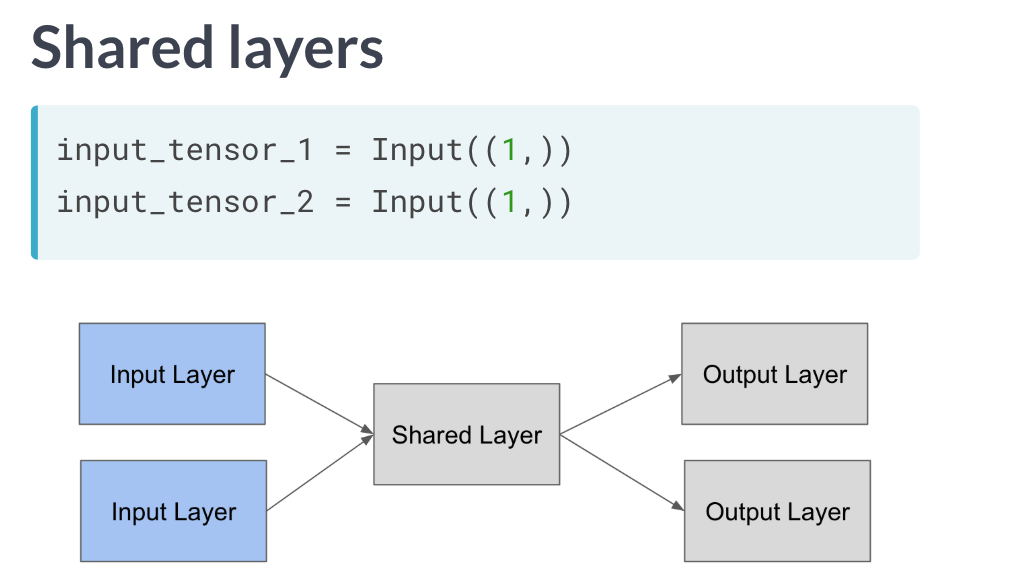 Shared layers
input_tensor_1 = Input((1,))
input_tensor_2 = Input((1,))
Input Layer
Output Layer
Shared Layer
Input Layer
Output Layer